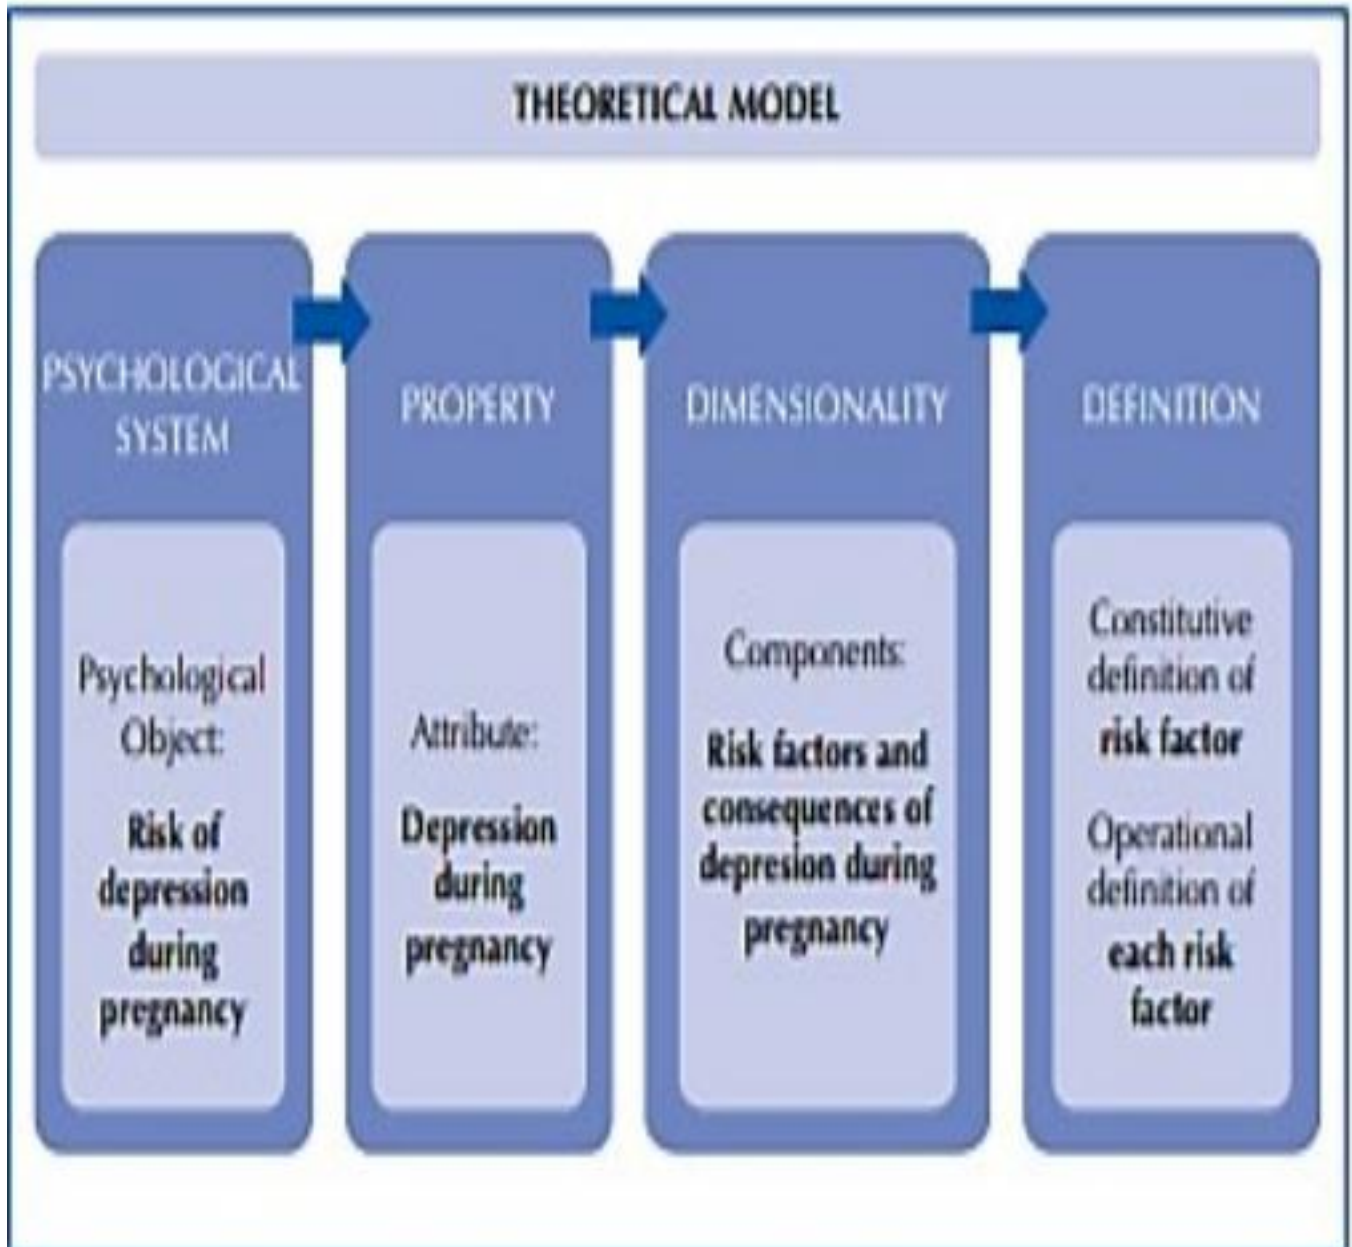 THEORETICAL MODEL
PSYCHOLOGICAL
SYSTEM
Psychological
Object:
Risk of
depression
during
pregnancy
PROPERTY
Attribute:
Depression
during
pregnancy
DIMENSIONALITY
Components:
Risk factors and
consequences of
depresion during
pregnancy
DEFINITION
Constitutive
definition of
risk factor
Operational
definition of
each risk
factor